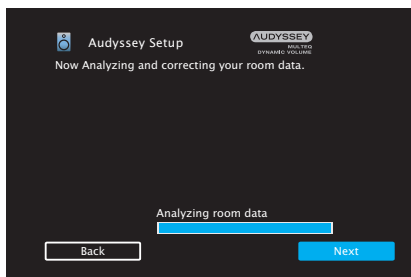 Audyssey Setup
AUDYSSEY
MULTEQ
DYNAMIC VOLUME
Now Analyzing and correcting your room data.
Analyzing room data
Back
Next